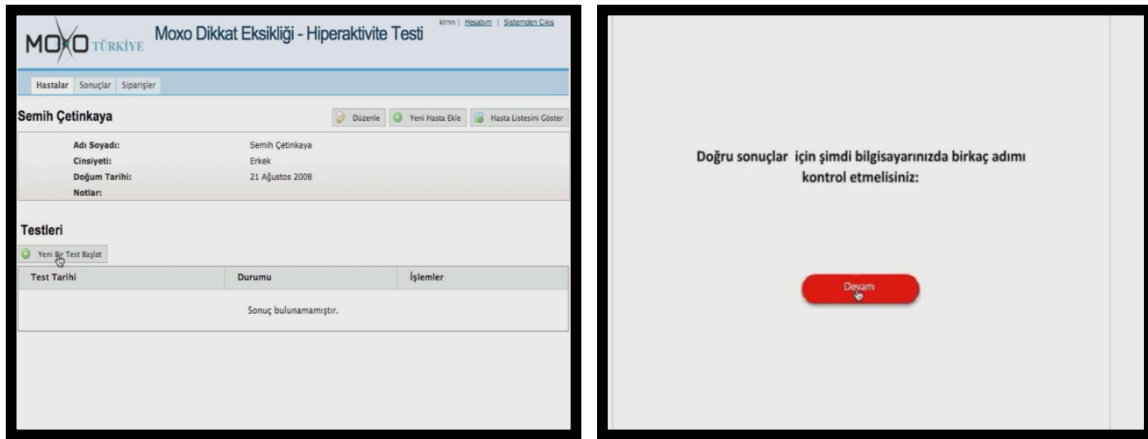 MOXO TÜRKİYE
Moxo Dikkat Eksikliği - Hiperaktivite Testi
kirnn | Hesabım | Sistemden Çıkış
Hastalar Sonuçlar Siparişler
Semih Çetinkaya
Düzenle Yeni Hasta Ekle Hasta Listesini Göster
Adı Soyadı: Semih Çetinkaya
Cinsiyeti: Erkek
Doğum Tarihi: 21 Ağustos 2008
Notlar:
Testleri
Yeni Bir Test Başlat
Test Tarihi Durumu İşlemler
Sonuç bulunamamıştır.
Doğru sonuçlar için şimdi bilgisayarınızda birkaç adımı
kontrol etmelisiniz:
Devam